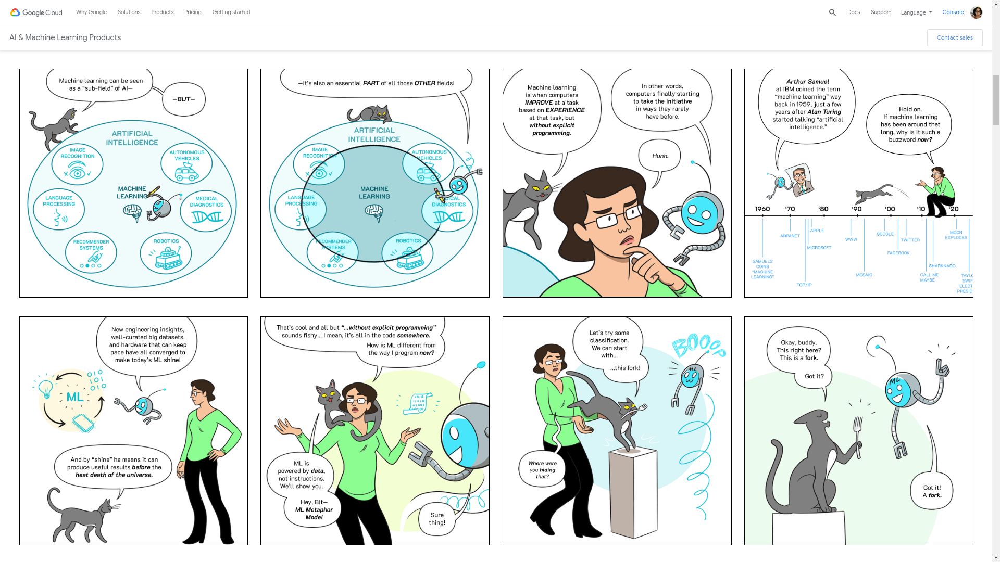 Google Cloud
Why Google
Solutions
Products
Pricing
Getting started
Docs
Support
Language
Console
AI & Machine Learning Products
Contact sales
Machine learning can be seen
as a “sub-field” of AI—
—BUT—
ARTIFICIAL
INTELLIGENCE
IMAGE
RECOGNITION
AUTONOMOUS
VEHICLES
MACHINE
LEARNING
LANGUAGE
PROCESSING
MEDICAL
DIAGNOSTICS
RECOMMENDER
SYSTEMS
ROBOTICS
—it’s also an essential PART of all those OTHER fields!
ARTIFICIAL
INTELLIGENCE
IMAGE
RECOGNITION
AUTONOMOUS
VEHICLES
MACHINE
LEARNING
LANGUAGE
PROCESSING
DICAL
DIAGNOSTICS
RECOMMENDER
SYSTEMS
ROBOTICS
Machine learning
is when computers
IMPROVE at a task
based on EXPERIENCE
at that task, but
without explicit
programming.
In other words,
computers finally starting
to take the initiative
in ways they rarely
have before.
Hunh.
Arthur Samuel
at IBM coined the term
“machine learning” way
back in 1959, just a few
years after Alan Turing
started talking “artificial
intelligence.”
Hold on.
If machine learning
has been around that
long, why is it such a
buzzword now?
SAMUEL
1960 ‘70 ‘80 ‘90 ‘00 ‘10 ‘20
SAMUELS
COINS
“MACHINE
LEARNING”
ARPANET
TCP/IP
MICROSOFT
APPLE
WWW
MOSAIC
GOOGLE
FACEBOOK
TWITTER
CALL ME
MAYBE
SHARKNADO
MOON
EXPLODES
TAYLO
SWIF
ELECT
PRESID
New engineering insights,
well-curated big datasets,
and hardware that can keep
pace have all converged to
make today’s ML shine!
ML
And by “shine” he means it can
produce useful results before the
heat death of the universe.
That’s cool and all but “...without explicit programming”
sounds fishy... I mean, it’s all in the code somewhere.
How is ML different from
the way I program now?
1010
11010
01001
ML is
powered by data,
not instructions.
We’ll show you.
Hey, Bit—
ML Metaphor
Mode!
Sure
thing!
Let’s try some
classification.
We can start
with...
...this fork!
BOOOP
ML
Where were
you hiding
that?
Okay, buddy.
This right here?
This is a fork.
Got it?
ML
Got it!
A fork.